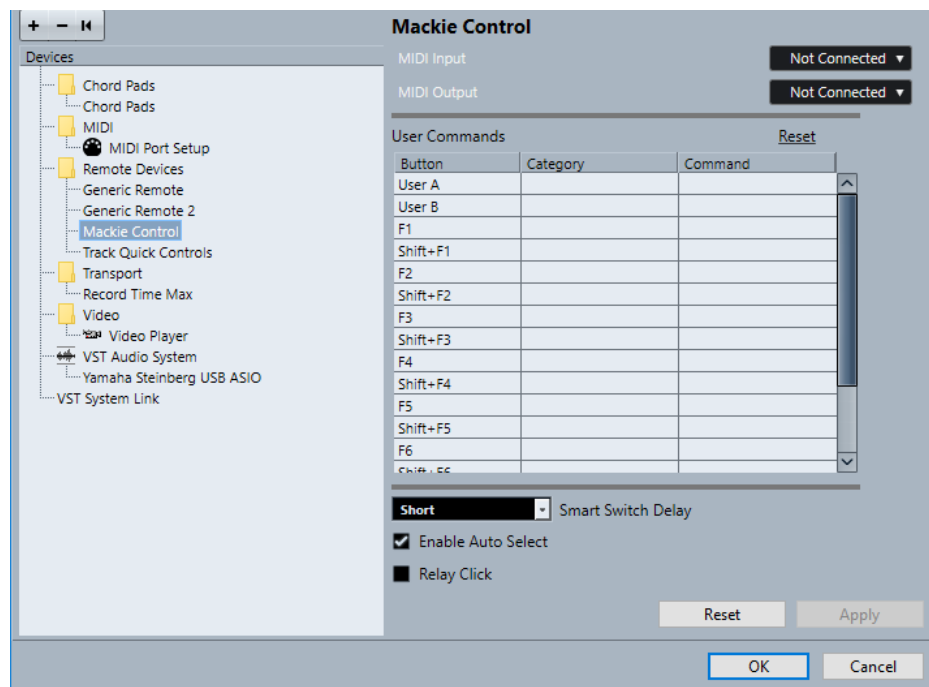 + − I◀
Mackie Control
Devices
MIDI Input Not Connected ▼
MIDI Output Not Connected ▼
Chord Pads
Chord Pads
MIDI
MIDI Port Setup
Remote Devices
Generic Remote
Generic Remote 2
Mackie Control
Track Quick Controls
Transport
Record Time Max
Video
Video Player
VST Audio System
Yamaha Steinberg USB ASIO
VST System Link
User Commands Reset
Button Category Command
User A
User B
F1
Shift+F1
F2
Shift+F2
F3
Shift+F3
F4
Shift+F4
F5
Shift+F5
F6
Shift+F6
Short Smart Switch Delay
Enable Auto Select
Relay Click
Reset Apply
OK Cancel